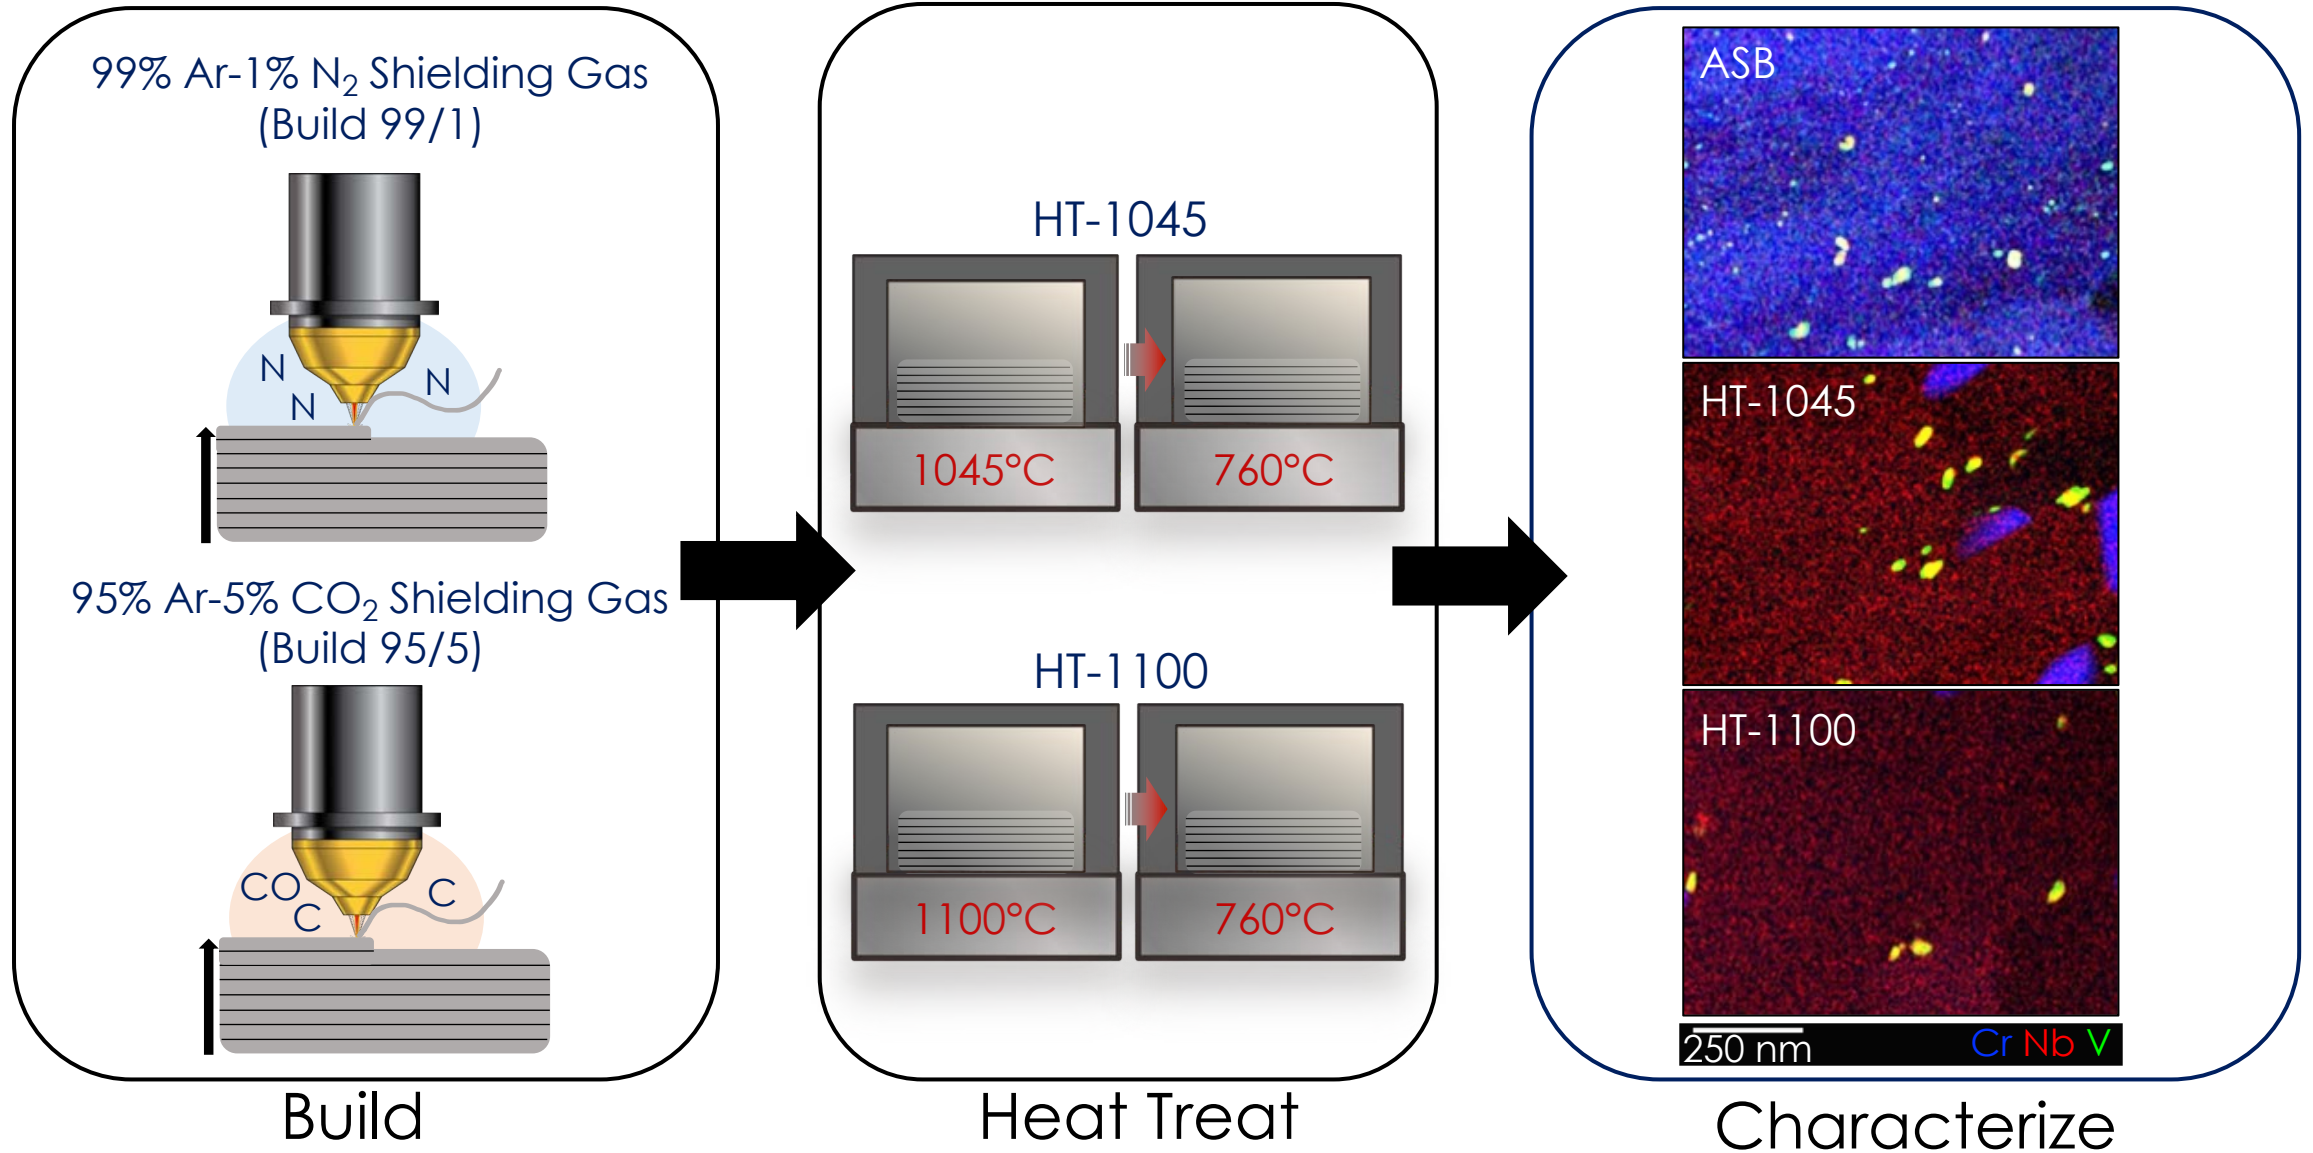 99% Ar-1% N₂ Shielding Gas
(Build 99/1)
N
N
N
95% Ar-5% CO₂ Shielding Gas
(Build 95/5)
CO
C
C
Build
HT-1045
1045°C
760°C
HT-1100
1100°C
760°C
Heat Treat
ASB
HT-1045
HT-1100
250 nm
Cr Nb V
Characterize